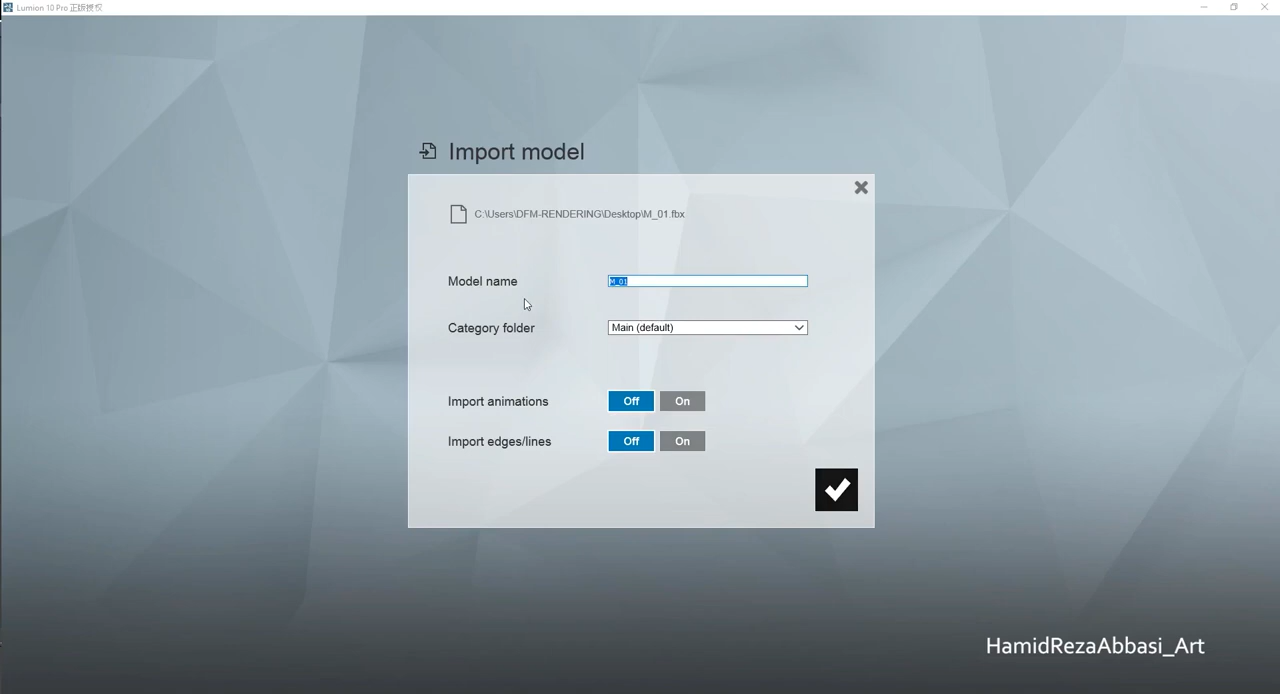 Lumion 10 Pro 正版授权
Import model
C:\Users\DFM-RENDERING\Desktop\M_01.fbx
Model name
M_01
Category folder
Main (default)
Import animations
Off
On
Import edges/lines
Off
On
HamidRezaAbbasi_Art